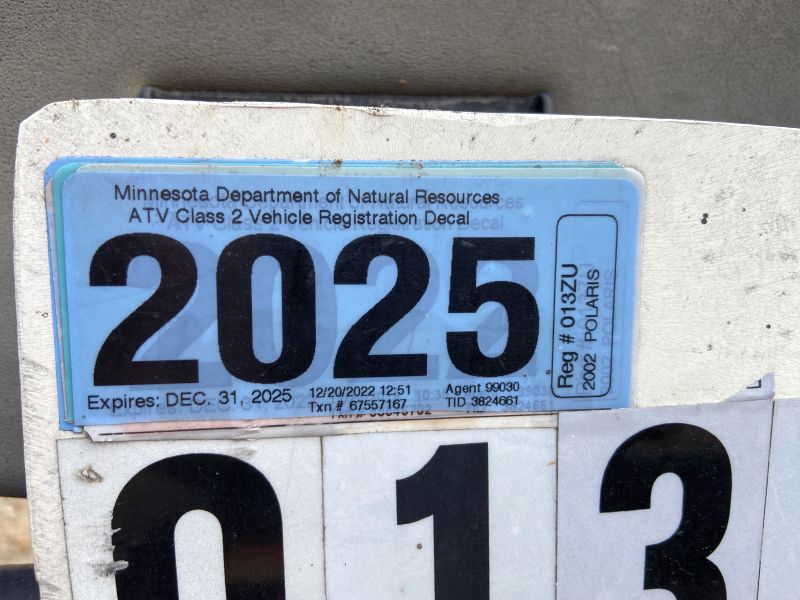 Minnesota Department of Natural Resources
ATV Class 2 Vehicle Registration Decal
2025
Reg # 013ZU
2002 POLARIS
Expires: DEC. 31, 2025
12/20/2022 12:51
Txn # 67557167
Agent 99030
TID 3824661
013